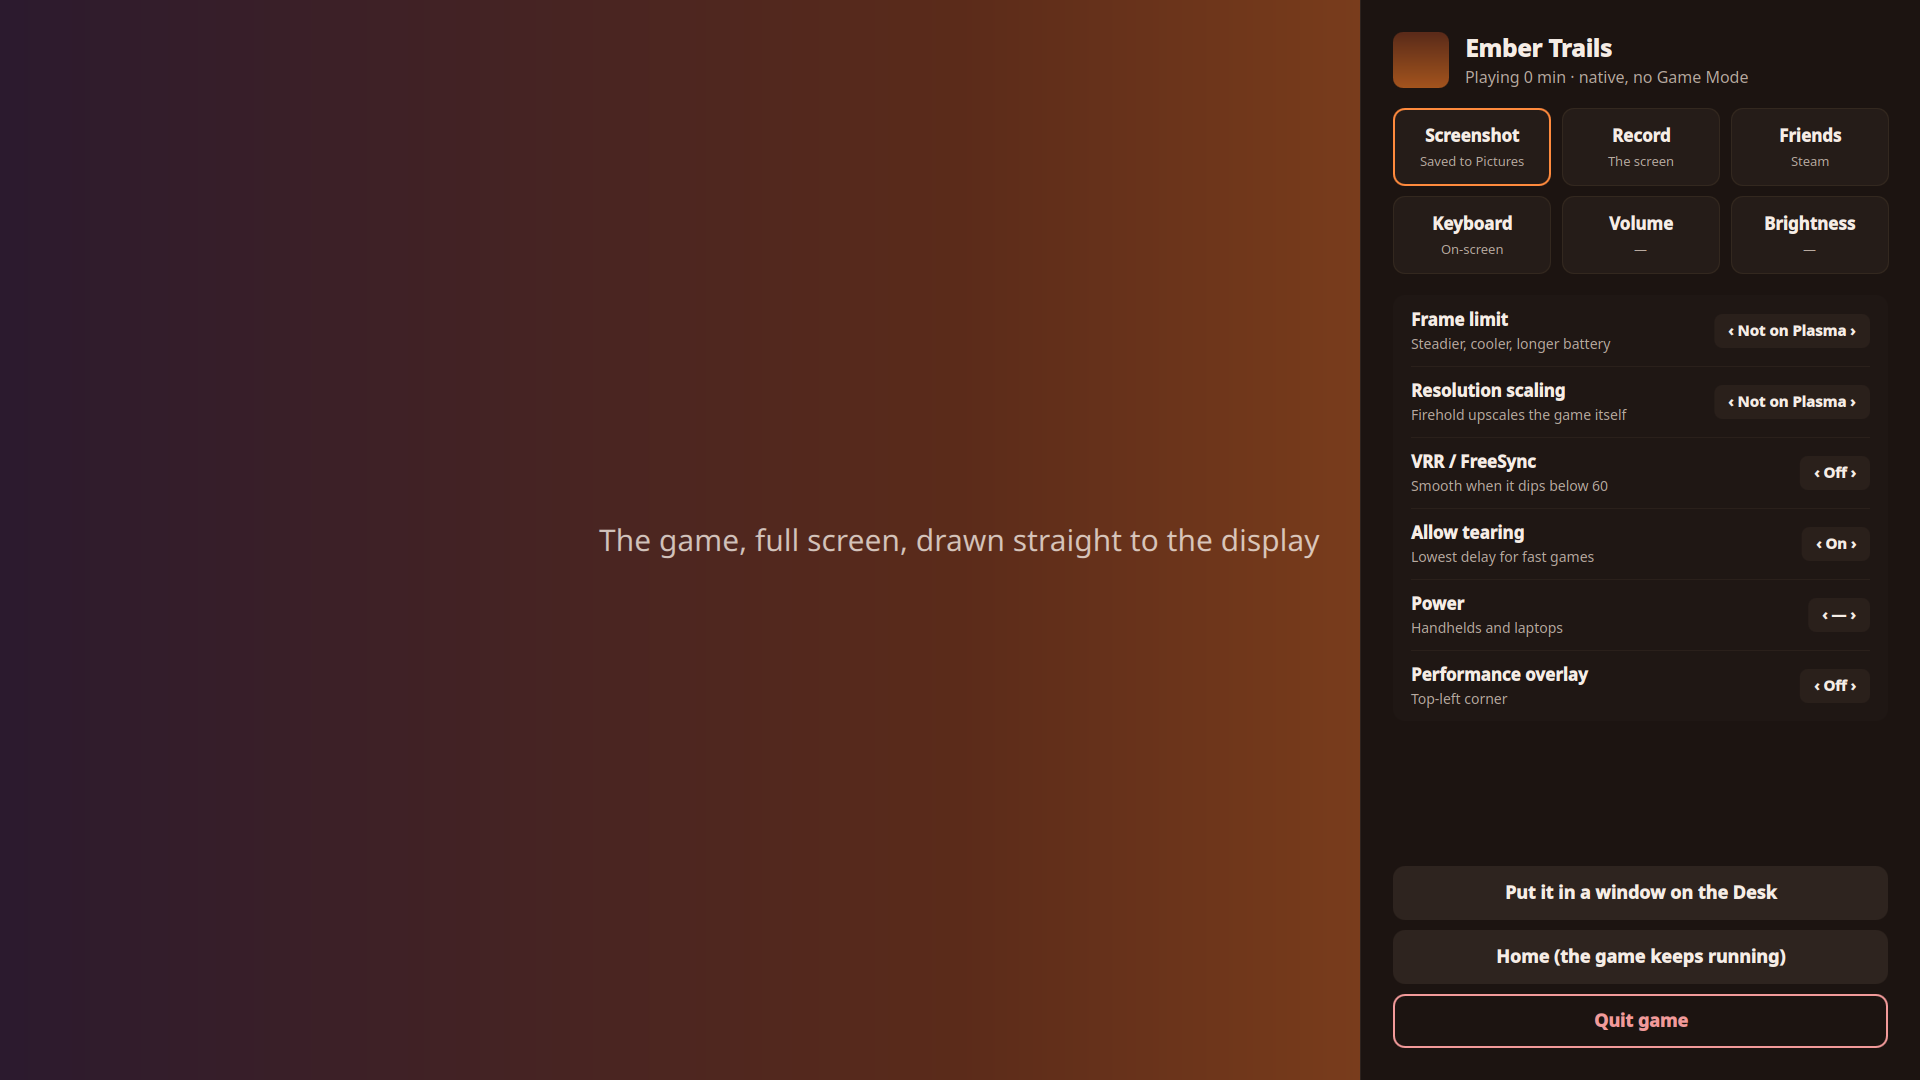 The game, full screen, drawn straight to the display
Ember Trails
Playing 0 min · native, no Game Mode
Screenshot
Saved to Pictures
Record
The screen
Friends
Steam
Keyboard
On-screen
Volume
—
Brightness
—
Frame limit
Steadier, cooler, longer battery
‹ Not on Plasma ›
Resolution scaling
Firehold upscales the game itself
‹ Not on Plasma ›
VRR / FreeSync
Smooth when it dips below 60
‹ Off ›
Allow tearing
Lowest delay for fast games
‹ On ›
Power
Handhelds and laptops
‹ — ›
Performance overlay
Top-left corner
‹ Off ›
Put it in a window on the Desk
Home (the game keeps running)
Quit game